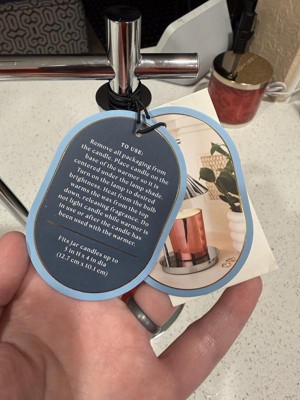 TO USE:
Remove all packaging from
the candle. Place candle on the
base of the warmer so it is
centered under the lamp shade.
Turn on the lamp to desired
brightness. Heat from the bulb
warms the wax from the top
down, releasing fragrance. Do
not light candle while warmer is
in use or after the candle has
been used with the warmer.
Fits jar candles up to
5 in H x 4 in dia
(12.7 cm x 10.1 cm)